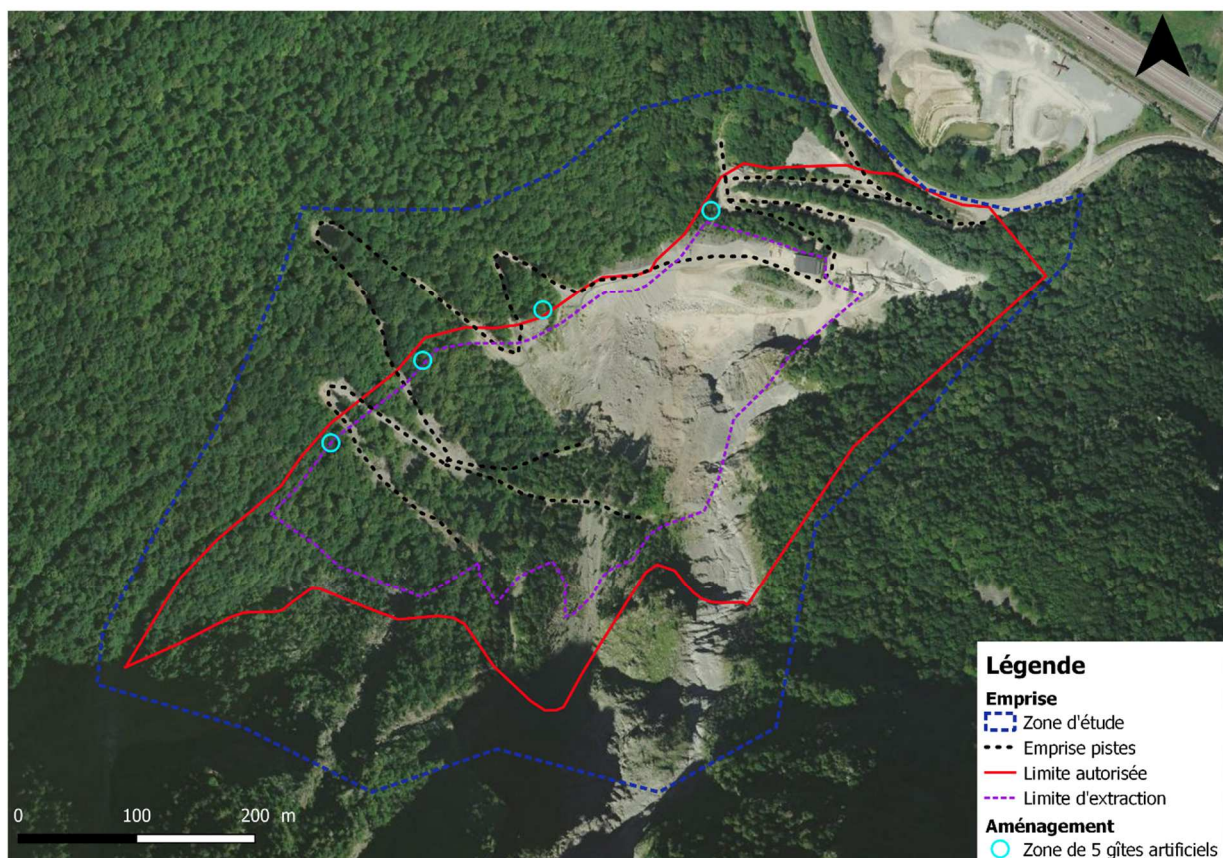 Légende
Emprise
Zone d'étude
Emprise pistes
Limite autorisée
Limite d'extraction
Aménagement
Zone de 5 gîtes artificiels
0 100 200 m